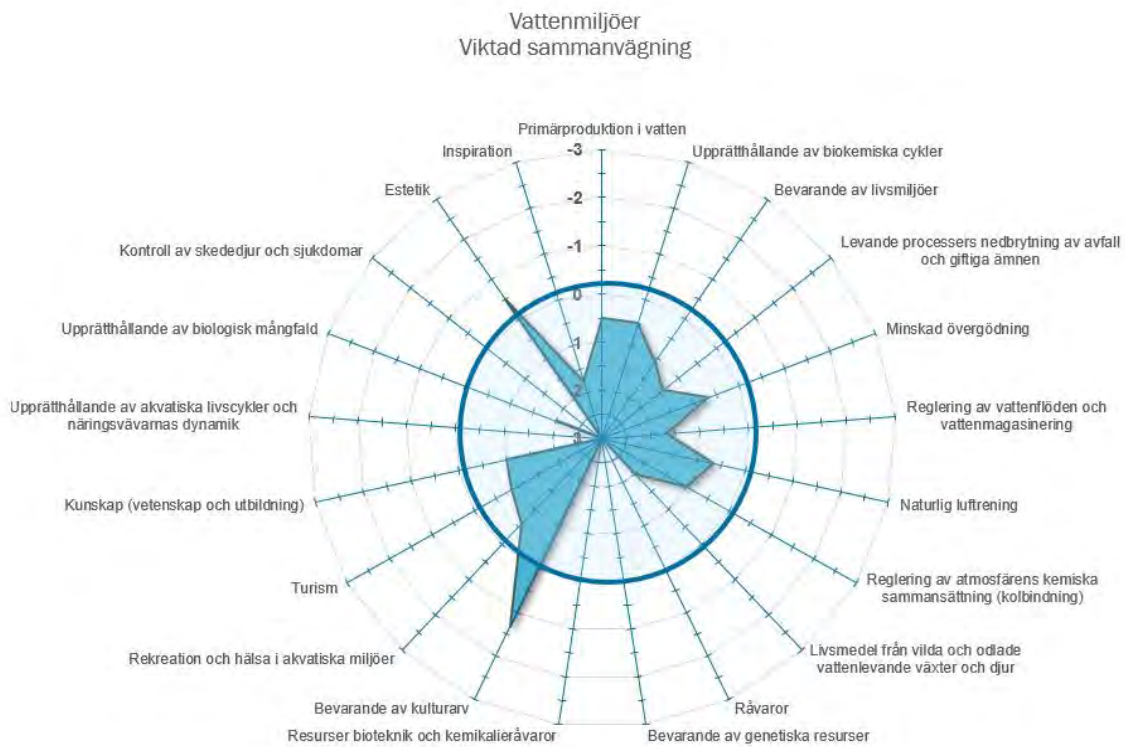 Vattenmiljöer
Viktad sammanvägning
Primärproduktion i vatten
Upprätthållande av biokemiska cykler
Bevarande av livsmiljöer
Levande processers nedbrytning av avfall
och giftiga ämnen
Minskad övergödning
Reglering av vattenflöden och
vattenmagasinering
Naturlig luftrening
Reglering av atmosfärens kemiska
sammansättning (kolbindning)
Livsmedel från vilda och odlade
vattenlevande växter och djur
Råvaror
Bevarande av genetiska resurser
Resurser bioteknik och kemikalieråvaror
Bevarande av kulturarv
Rekreation och hälsa i akvatiska miljöer
Turism
Kunskap (vetenskap och utbildning)
Upprätthållande av akvatiska livscykler och
näringsvävarnas dynamik
Upprätthållande av biologisk mångfald
Kontroll av skededjur och sjukdomar
Estetik
Inspiration
-3
-2
-1
0
1
2
3